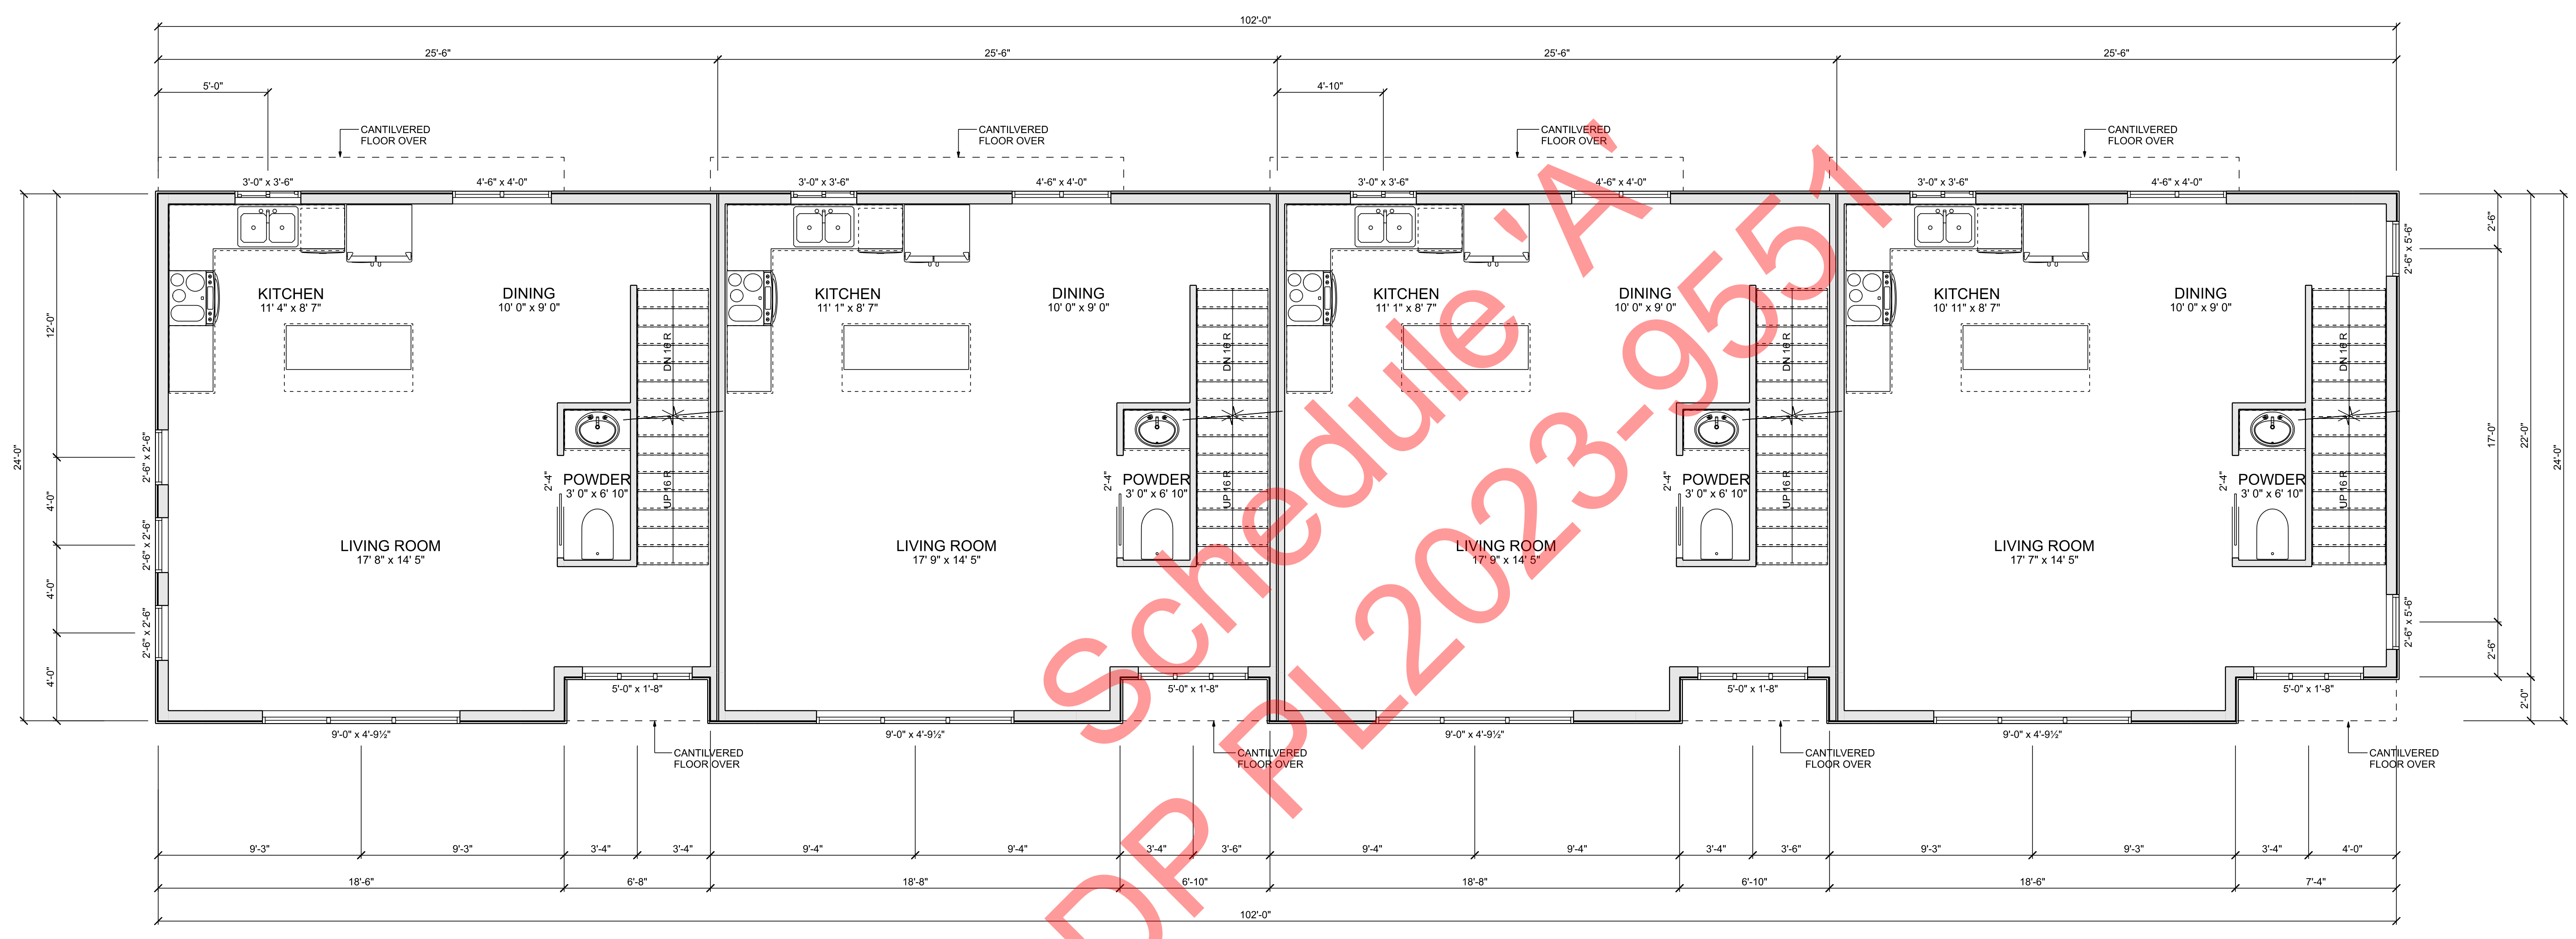 102'-0"
25'-6" 25'-6" 25'-6" 25'-6"
5'-0" 4'-10"
CANTILVERED
FLOOR OVER
CANTILVERED
FLOOR OVER
CANTILVERED
FLOOR OVER
CANTILVERED
FLOOR OVER
3'-0" x 3'-6" 4'-6" x 4'-0" 3'-0" x 3'-6" 4'-6" x 4'-0" 3'-0" x 3'-6" 4'-6" x 4'-0" 3'-0" x 3'-6" 4'-6" x 4'-0"
24'-0"
12'-0"
4'-0"
4'-0"
4'-0"
2'-6" x 2'-6"
2'-6" x 2'-6"
2'-6" x 2'-6"
KITCHEN
11' 4" x 8' 7"
DINING
10' 0" x 9' 0"
DN 16 R
UP 16 R
2'-4"
POWDER
3' 0" x 6' 10"
LIVING ROOM
17' 8" x 14' 5"
KITCHEN
11' 1" x 8' 7"
DINING
10' 0" x 9' 0"
DN 16 R
UP 16 R
2'-4"
POWDER
3' 0" x 6' 10"
LIVING ROOM
17' 9" x 14' 5"
KITCHEN
11' 1" x 8' 7"
DINING
10' 0" x 9' 0"
DN 16 R
UP 16 R
2'-4"
POWDER
3' 0" x 6' 10"
LIVING ROOM
17' 9" x 14' 5"
KITCHEN
10' 11" x 8' 7"
DINING
10' 0" x 9' 0"
DN 16 R
UP 16 R
2'-4"
POWDER
3' 0" x 6' 10"
LIVING ROOM
17' 7" x 14' 5"
2'-6" x 5'-6"
2'-6" x 5'-6"
2'-6"
17'-0"
2'-6"
22'-0"
2'-0"
24'-0"
5'-0" x 1'-8" 5'-0" x 1'-8" 5'-0" x 1'-8" 5'-0" x 1'-8"
9'-0" x 4'-9½" 9'-0" x 4'-9½" 9'-0" x 4'-9½" 9'-0" x 4'-9½"
CANTILVERED
FLOOR OVER
CANTILVERED
FLOOR OVER
CANTILVERED
FLOOR OVER
CANTILVERED
FLOOR OVER
9'-3" 9'-3" 3'-4" 3'-4" 9'-4" 9'-4" 3'-4" 3'-6" 9'-4" 9'-4" 3'-4" 3'-6" 9'-3" 9'-3" 3'-4" 4'-0"
18'-6" 6'-8" 18'-8" 6'-10" 18'-8" 6'-10" 18'-6" 7'-4"
102'-0"
Schedule 'A'
DP PL2023-9551